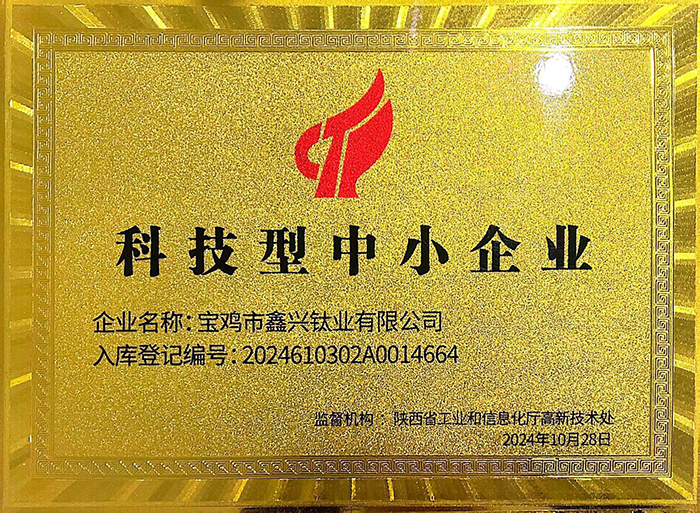 科技型中小企业
企业名称：宝鸡市鑫兴钛业有限公司
入库登记编号：2024610302A0014664
监督机构：陕西省工业和信息化厅高新技术处
2024年10月28日